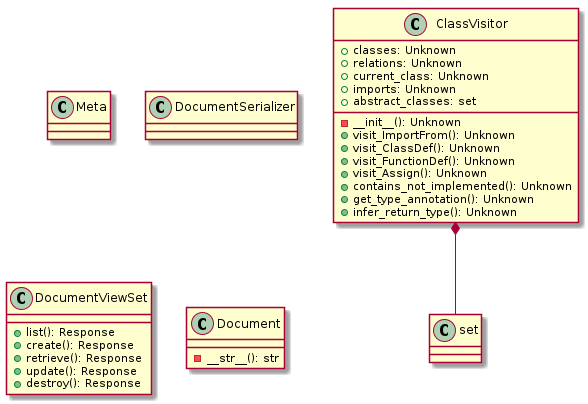 C ClassVisitor
classes: Unknown
relations: Unknown
current_class: Unknown
imports: Unknown
abstract_classes: set
__init__(): Unknown
visit_ImportFrom(): Unknown
visit_ClassDef(): Unknown
visit_FunctionDef(): Unknown
visit_Assign(): Unknown
contains_not_implemented(): Unknown
get_type_annotation(): Unknown
infer_return_type(): Unknown
C Meta
C DocumentSerializer
C DocumentViewSet
list(): Response
create(): Response
retrieve(): Response
update(): Response
destroy(): Response
C Document
__str__(): str
C set